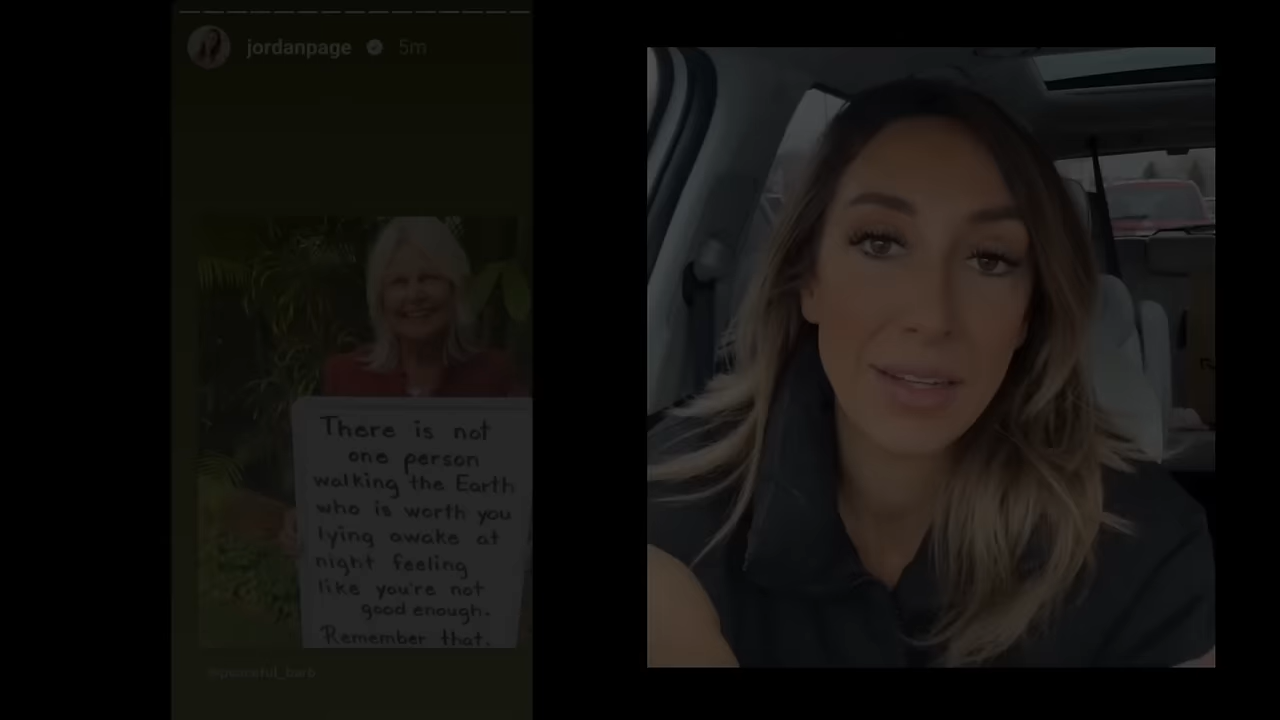 jordanpage 5m
There is not
one person
walking the Earth
who is worth you
lying awake at
night feeling
like you're not
good enough.
Remember that.
@peaceful_barb